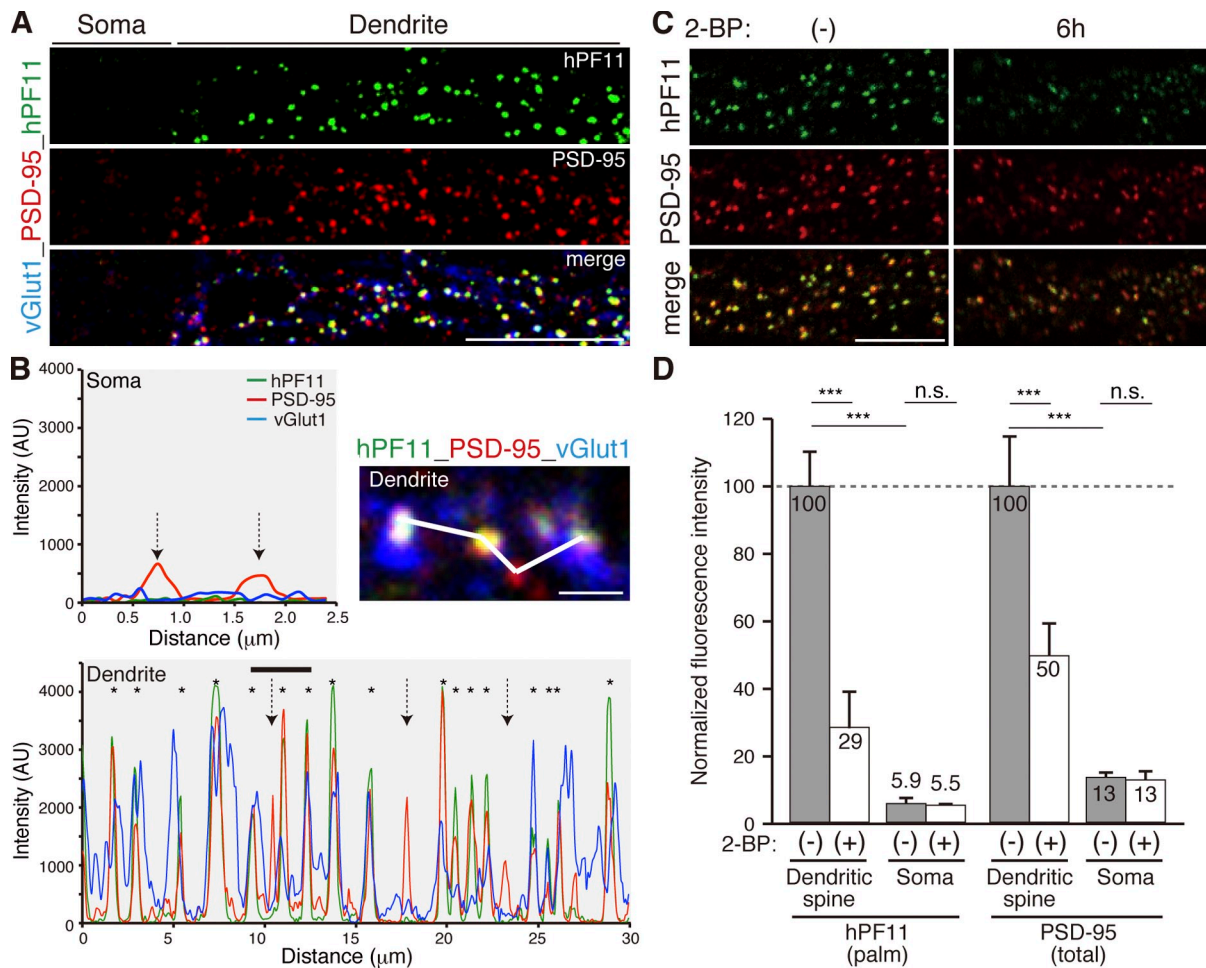 A
Soma
Dendrite
hPF11
PSD-95
merge
vGlut1_PSD-95_hPF11
B
Soma
hPF11
PSD-95
vGlut1
4000
3000
2000
1000
0
Intensity (AU)
0
0.5
1.0
1.5
2.0
2.5
Distance (μm)
hPF11_PSD-95_vGlut1
Dendrite
Dendrite
* * * * * * * * * * * * * * * * *
4000
3000
2000
1000
0
Intensity (AU)
0
5
10
15
20
25
30
Distance (μm)
C
2-BP: (-) 6h
hPF11
PSD-95
merge
D
*** n.s. *** n.s.
*** ***
120
100
80
60
40
20
0
Normalized fluorescence intensity
100
29
5.9
5.5
100
50
13
13
2-BP: (-) (+) (-) (+) (-) (+) (-) (+)
Dendritic spine
Soma
Dendritic spine
Soma
hPF11
(palm)
PSD-95
(total)